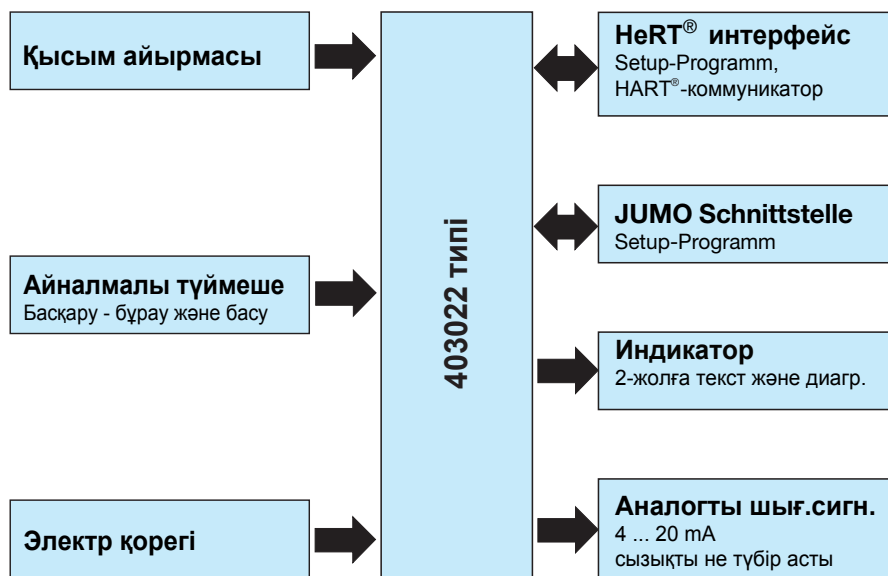 Қысым айырмасы
Айналмалы түймеше
Басқару - бұрау және басу
Электр қорегі
403022 типі
HeRT® интерфейс
Setup-Programm,
HART®-коммуникатор
JUMO Schnittstelle
Setup-Programm
Индикатор
2-жолға текст және диагр.
Аналогты шығ.сигн.
4 ... 20 mA
сызықты не түбір асты